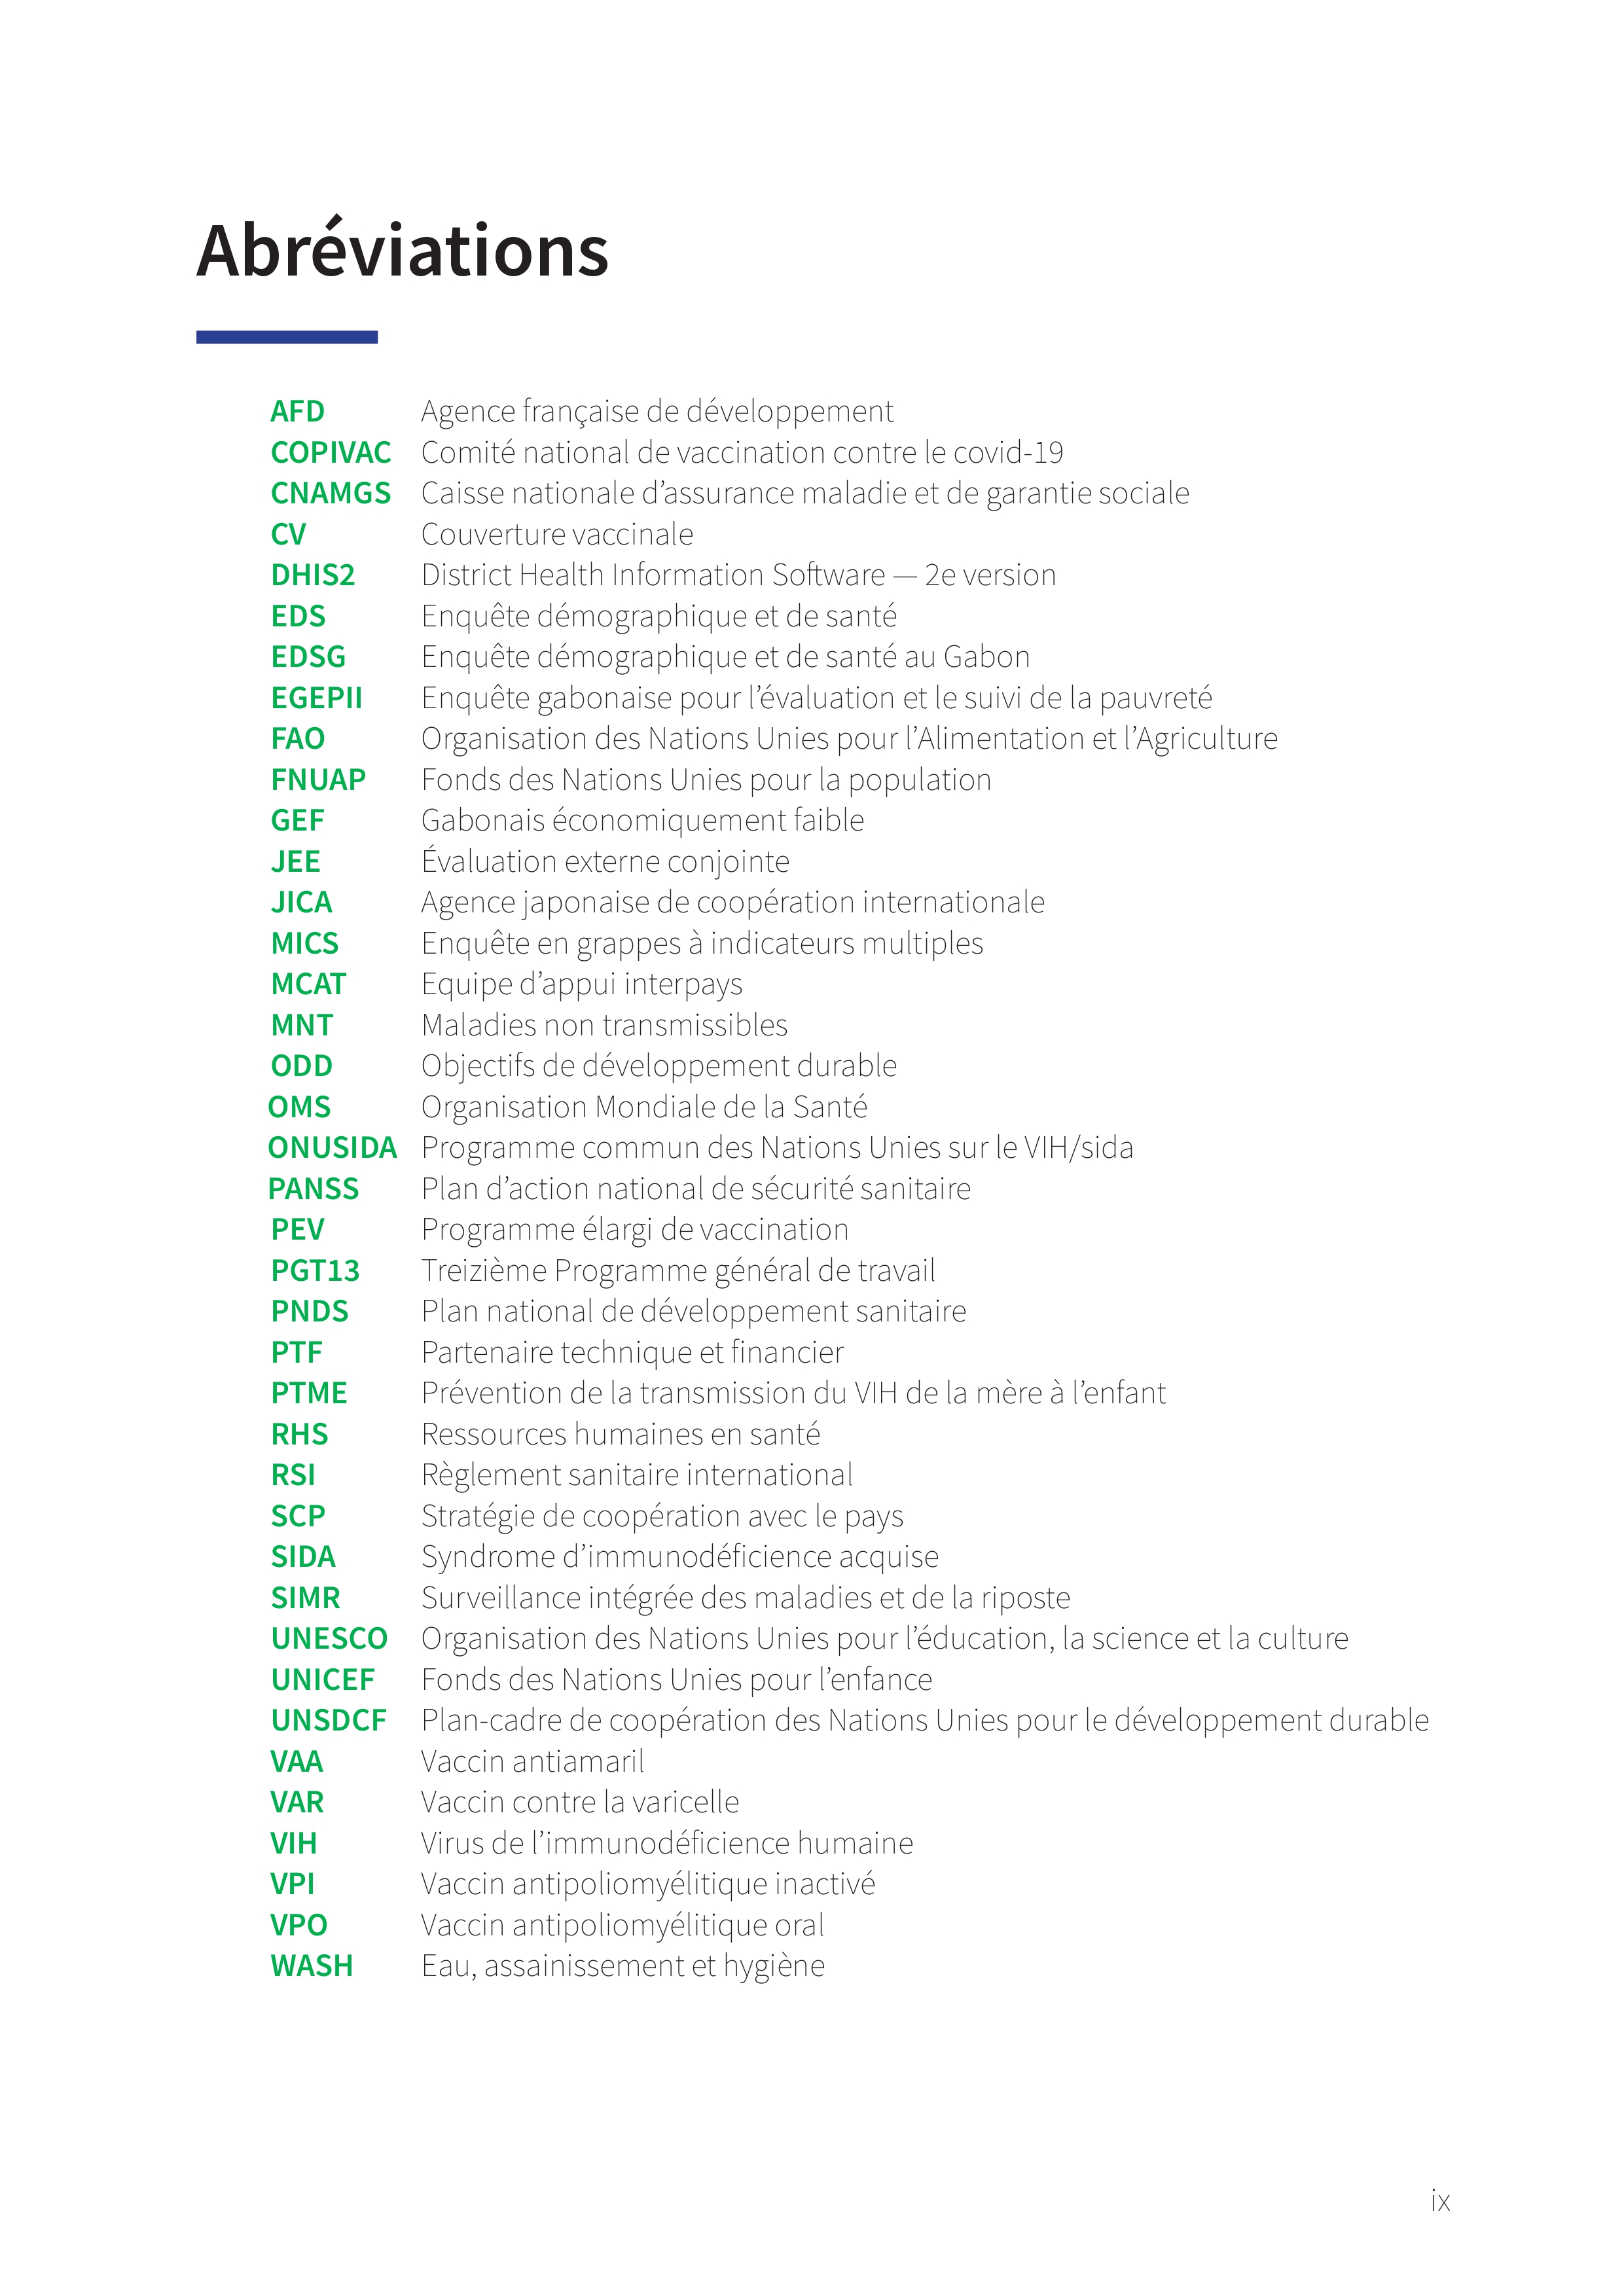 Abréviations
AFD Agence française de développement
COPIVAC Comité national de vaccination contre le covid-19
CNAMGS Caisse nationale d’assurance maladie et de garantie sociale
CV Couverture vaccinale
DHIS2 District Health Information Software — 2e version
EDS Enquête démographique et de santé
EDSG Enquête démographique et de santé au Gabon
EGEPII Enquête gabonaise pour l’évaluation et le suivi de la pauvreté
FAO Organisation des Nations Unies pour l’Alimentation et l’Agriculture
FNUAP Fonds des Nations Unies pour la population
GEF Gabonais économiquement faible
JEE Évaluation externe conjointe
JICA Agence japonaise de coopération internationale
MICS Enquête en grappes à indicateurs multiples
MCAT Equipe d’appui interpays
MNT Maladies non transmissibles
ODD Objectifs de développement durable
OMS Organisation Mondiale de la Santé
ONUSIDA Programme commun des Nations Unies sur le VIH/sida
PANSS Plan d’action national de sécurité sanitaire
PEV Programme élargi de vaccination
PGT13 Treizième Programme général de travail
PNDS Plan national de développement sanitaire
PTF Partenaire technique et financier
PTME Prévention de la transmission du VIH de la mère à l’enfant
RHS Ressources humaines en santé
RSI Règlement sanitaire international
SCP Stratégie de coopération avec le pays
SIDA Syndrome d’immunodéficience acquise
SIMR Surveillance intégrée des maladies et de la riposte
UNESCO Organisation des Nations Unies pour l’éducation, la science et la culture
UNICEF Fonds des Nations Unies pour l’enfance
UNSDCF Plan-cadre de coopération des Nations Unies pour le développement durable
VAA Vaccin antiamaril
VAR Vaccin contre la varicelle
VIH Virus de l’immunodéficience humaine
VPI Vaccin antipoliomyélitique inactivé
VPO Vaccin antipoliomyélitique oral
WASH Eau, assainissement et hygiène
ix